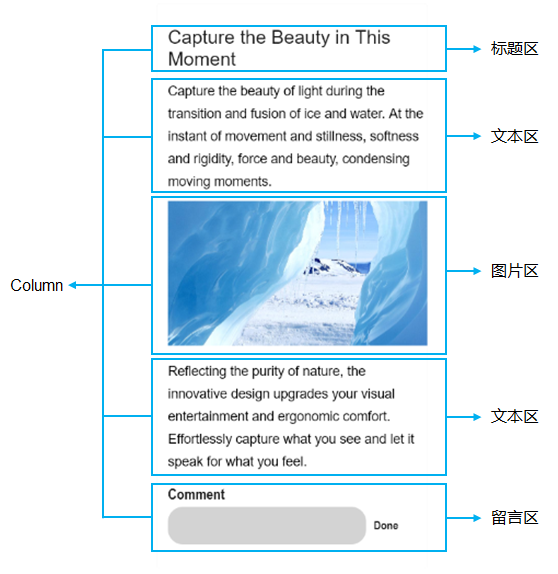 Capture the Beauty in This
Moment
标题区
Capture the beauty of light during the
transition and fusion of ice and water. At the
instant of movement and stillness, softness
and rigidity, force and beauty, condensing
moving moments.
文本区
Column
图片区
Reflecting the purity of nature, the
innovative design upgrades your visual
entertainment and ergonomic comfort.
Effortlessly capture what you see and let it
speak for what you feel.
文本区
Comment
Done
留言区